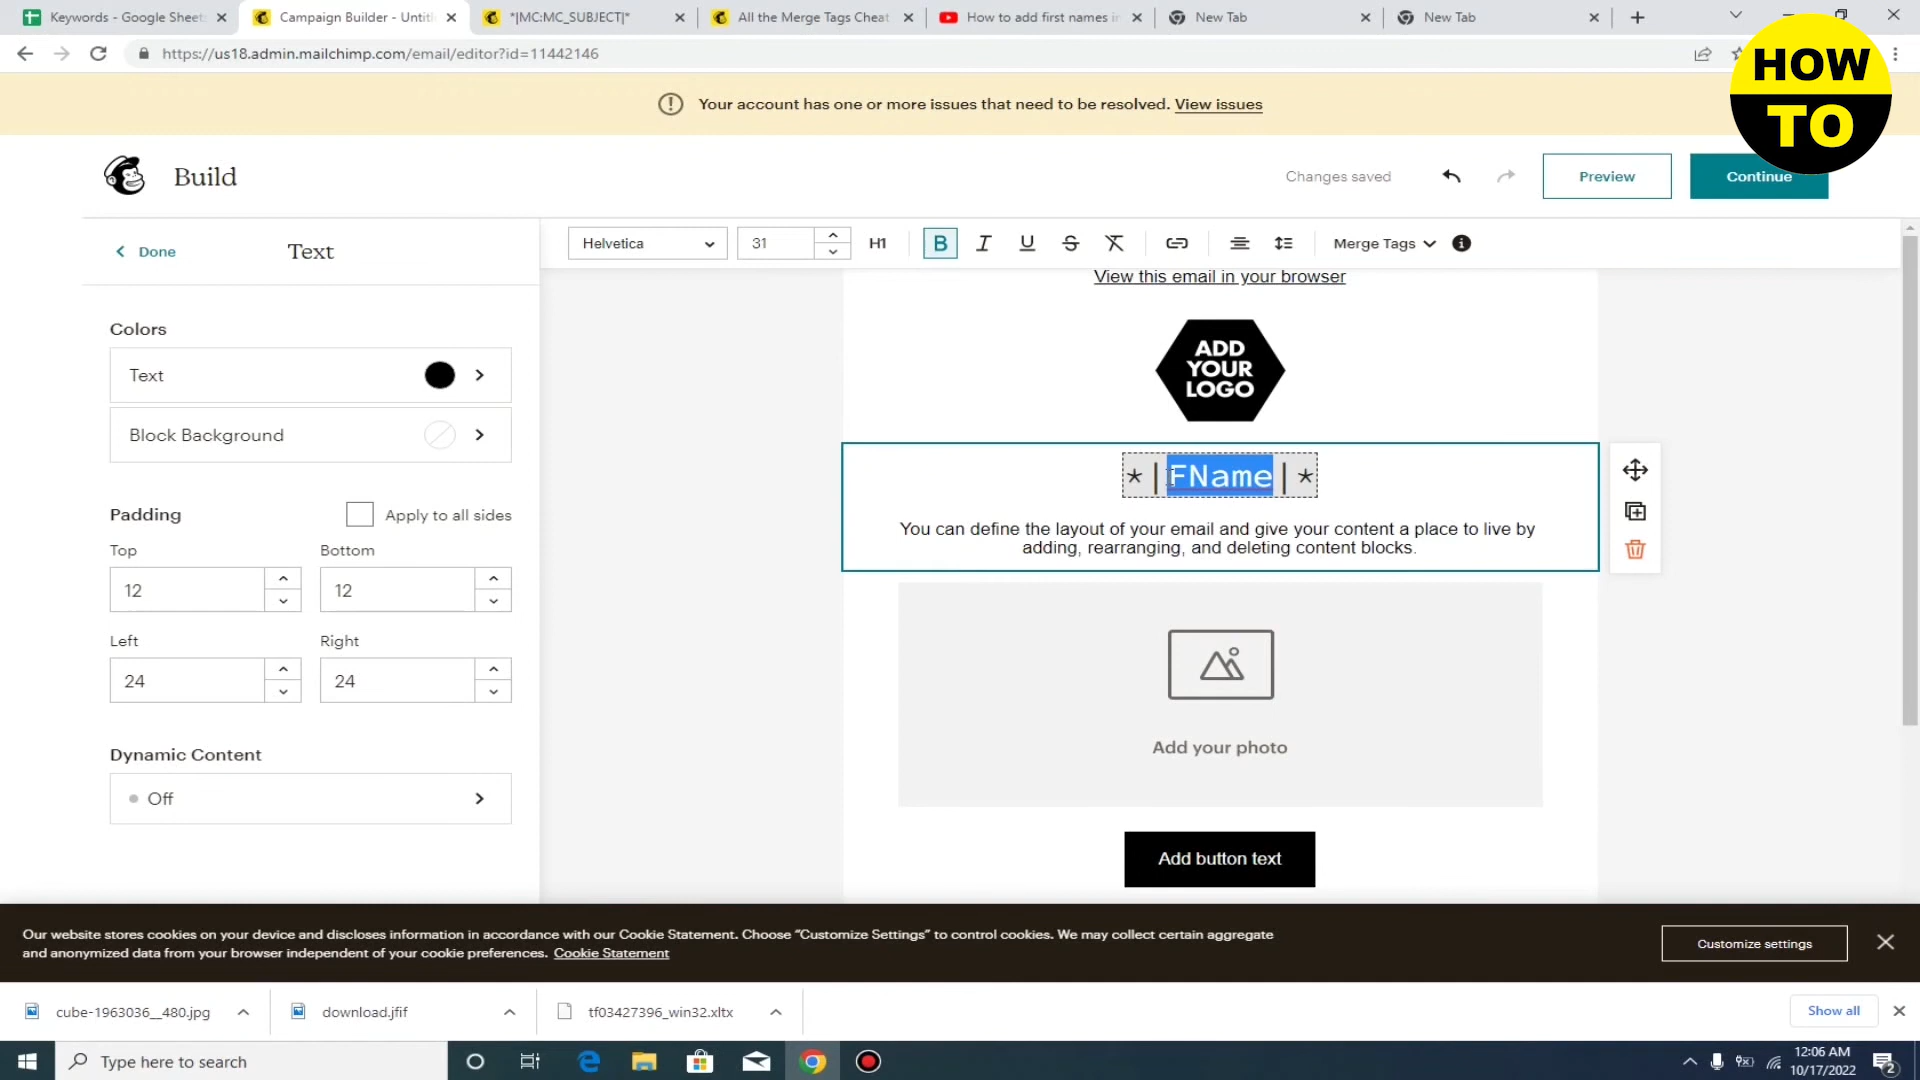 Keywords - Google Sheets
Campaign Builder - Untitl
*|MC:MC_SUBJECT|*
All the Merge Tags Cheat
How to add first names in
New Tab
New Tab
https://us18.admin.mailchimp.com/email/editor?id=11442146
HOW
TO
Your account has one or more issues that need to be resolved. View issues
Build
Changes saved
Preview
Continue
Done
Text
Helvetica
31
H1
B
I
U
S
Merge Tags
View this email in your browser
ADD
YOUR
LOGO
Colors
Text
Block Background
*|FName|*
You can define the layout of your email and give your content a place to live by
adding, rearranging, and deleting content blocks.
Padding
Apply to all sides
Top
Bottom
12
12
Left
Right
24
24
Add your photo
Dynamic Content
Off
Add button text
Our website stores cookies on your device and discloses information in accordance with our Cookie Statement. Choose "Customize Settings" to control cookies. We may collect certain aggregate
and anonymized data from your browser independent of your cookie preferences. Cookie Statement
Customize settings
cube-1963036__480.jpg
download.jfif
tf03427396_win32.xltx
Show all
Type here to search
12:06 AM
10/17/2022
2